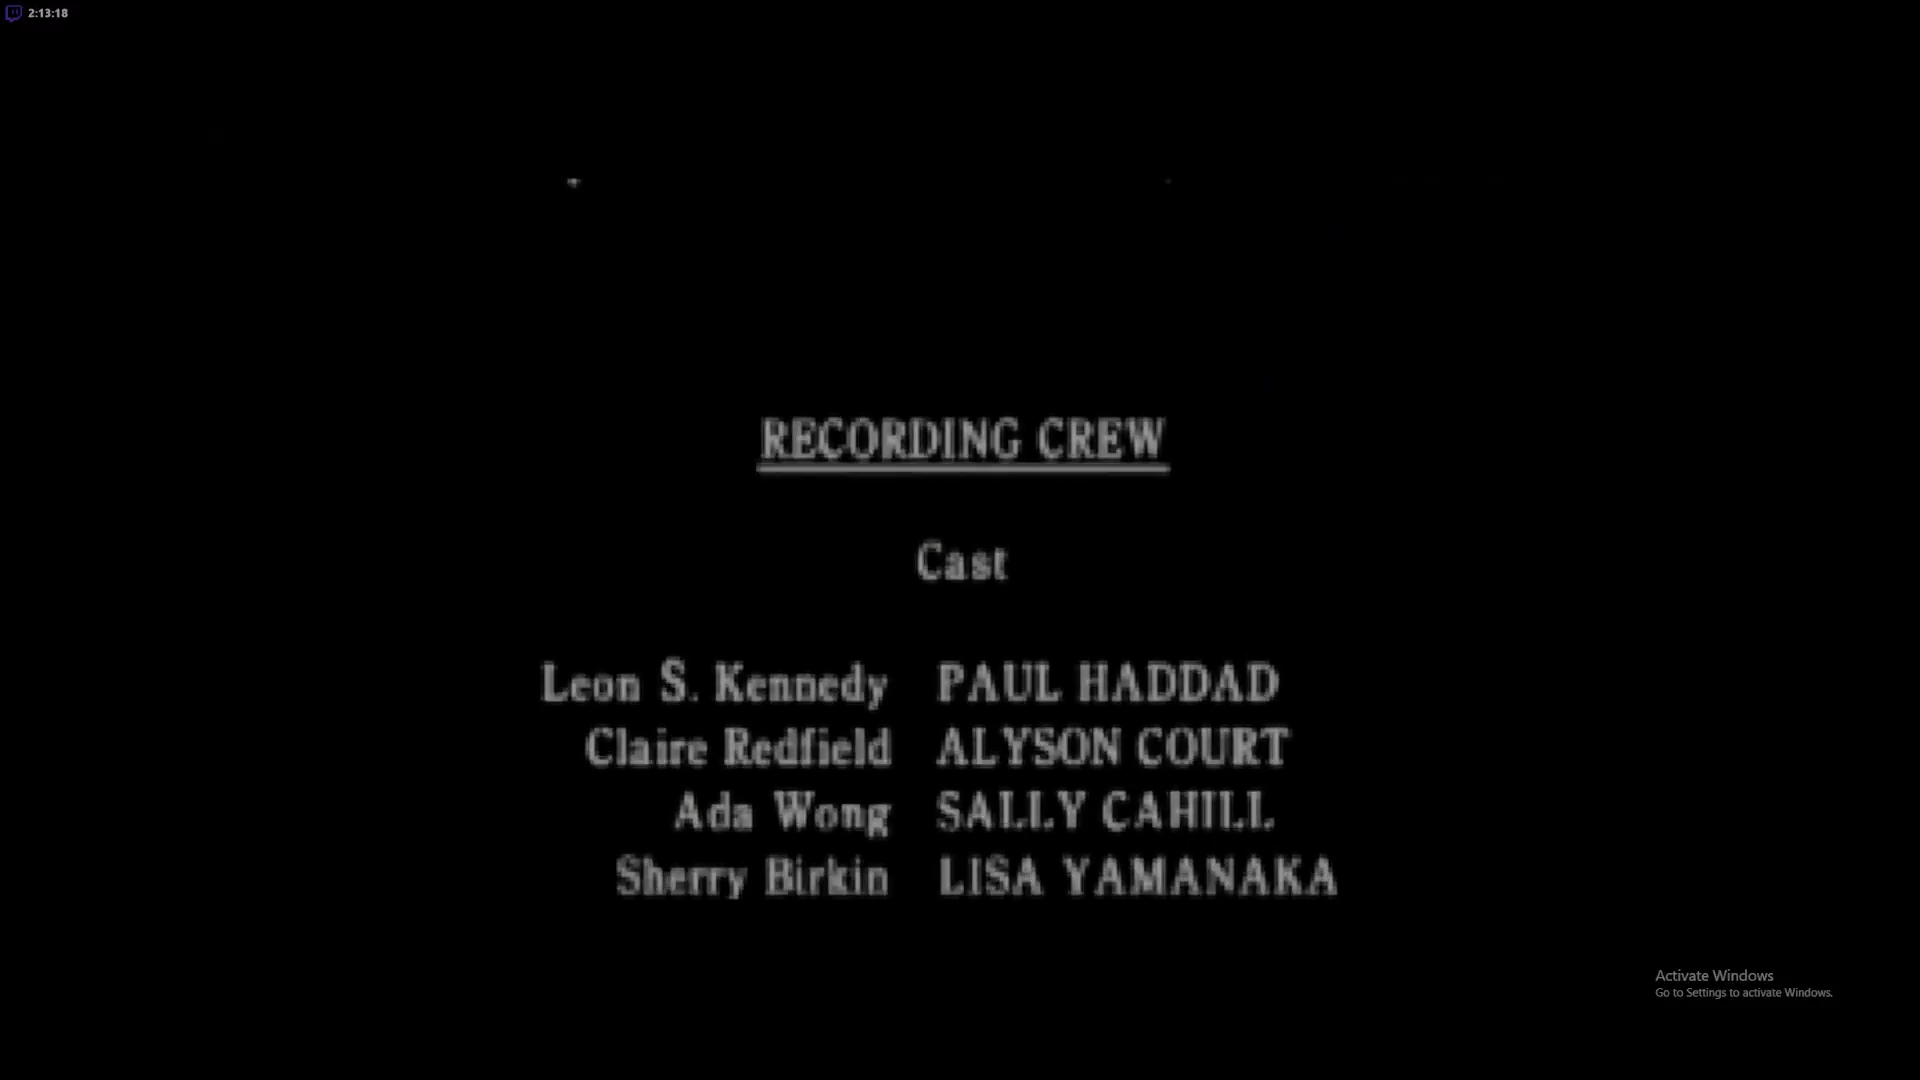 2:13:18
RECORDING CREW
Cast
Leon S. Kennedy PAUL HADDAD
Claire Redfield ALYSON COURT
Ada Wong SALLY CAHILL
Sherry Birkin LISA YAMANAKA
Activate Windows
Go to Settings to activate Windows.